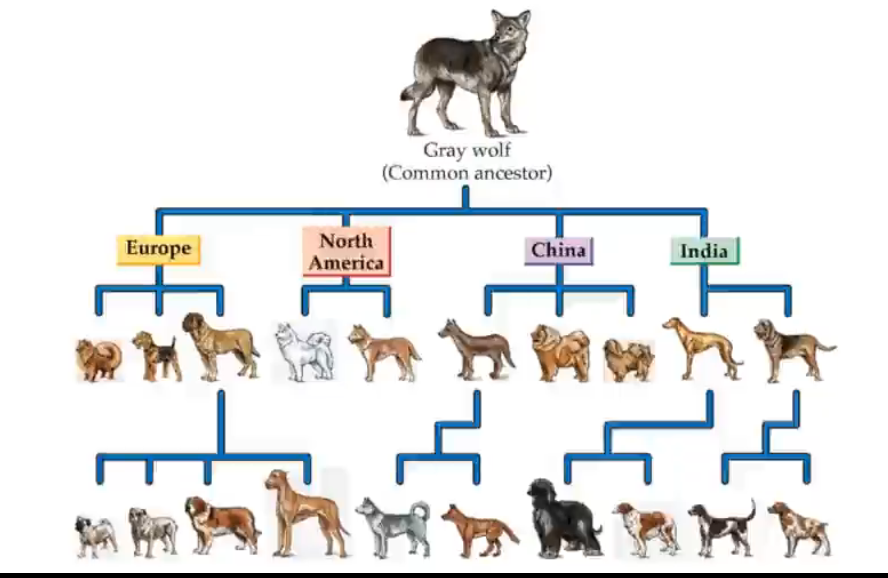 Gray wolf
(Common ancestor)
Europe
North
America
China
India